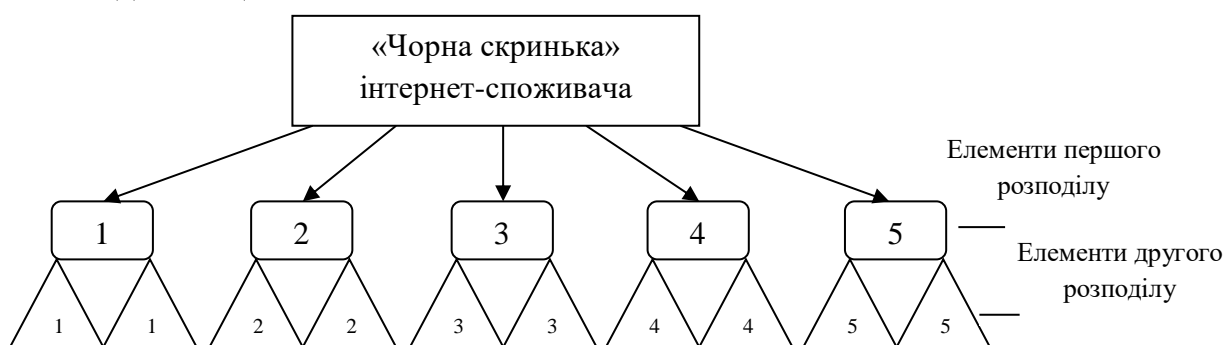 «Чорна скринька»
інтернет-споживача
Елементи першого
розподілу
1 2 3 4 5
Елементи другого
розподілу
1 1 2 2 3 3 4 4 5 5